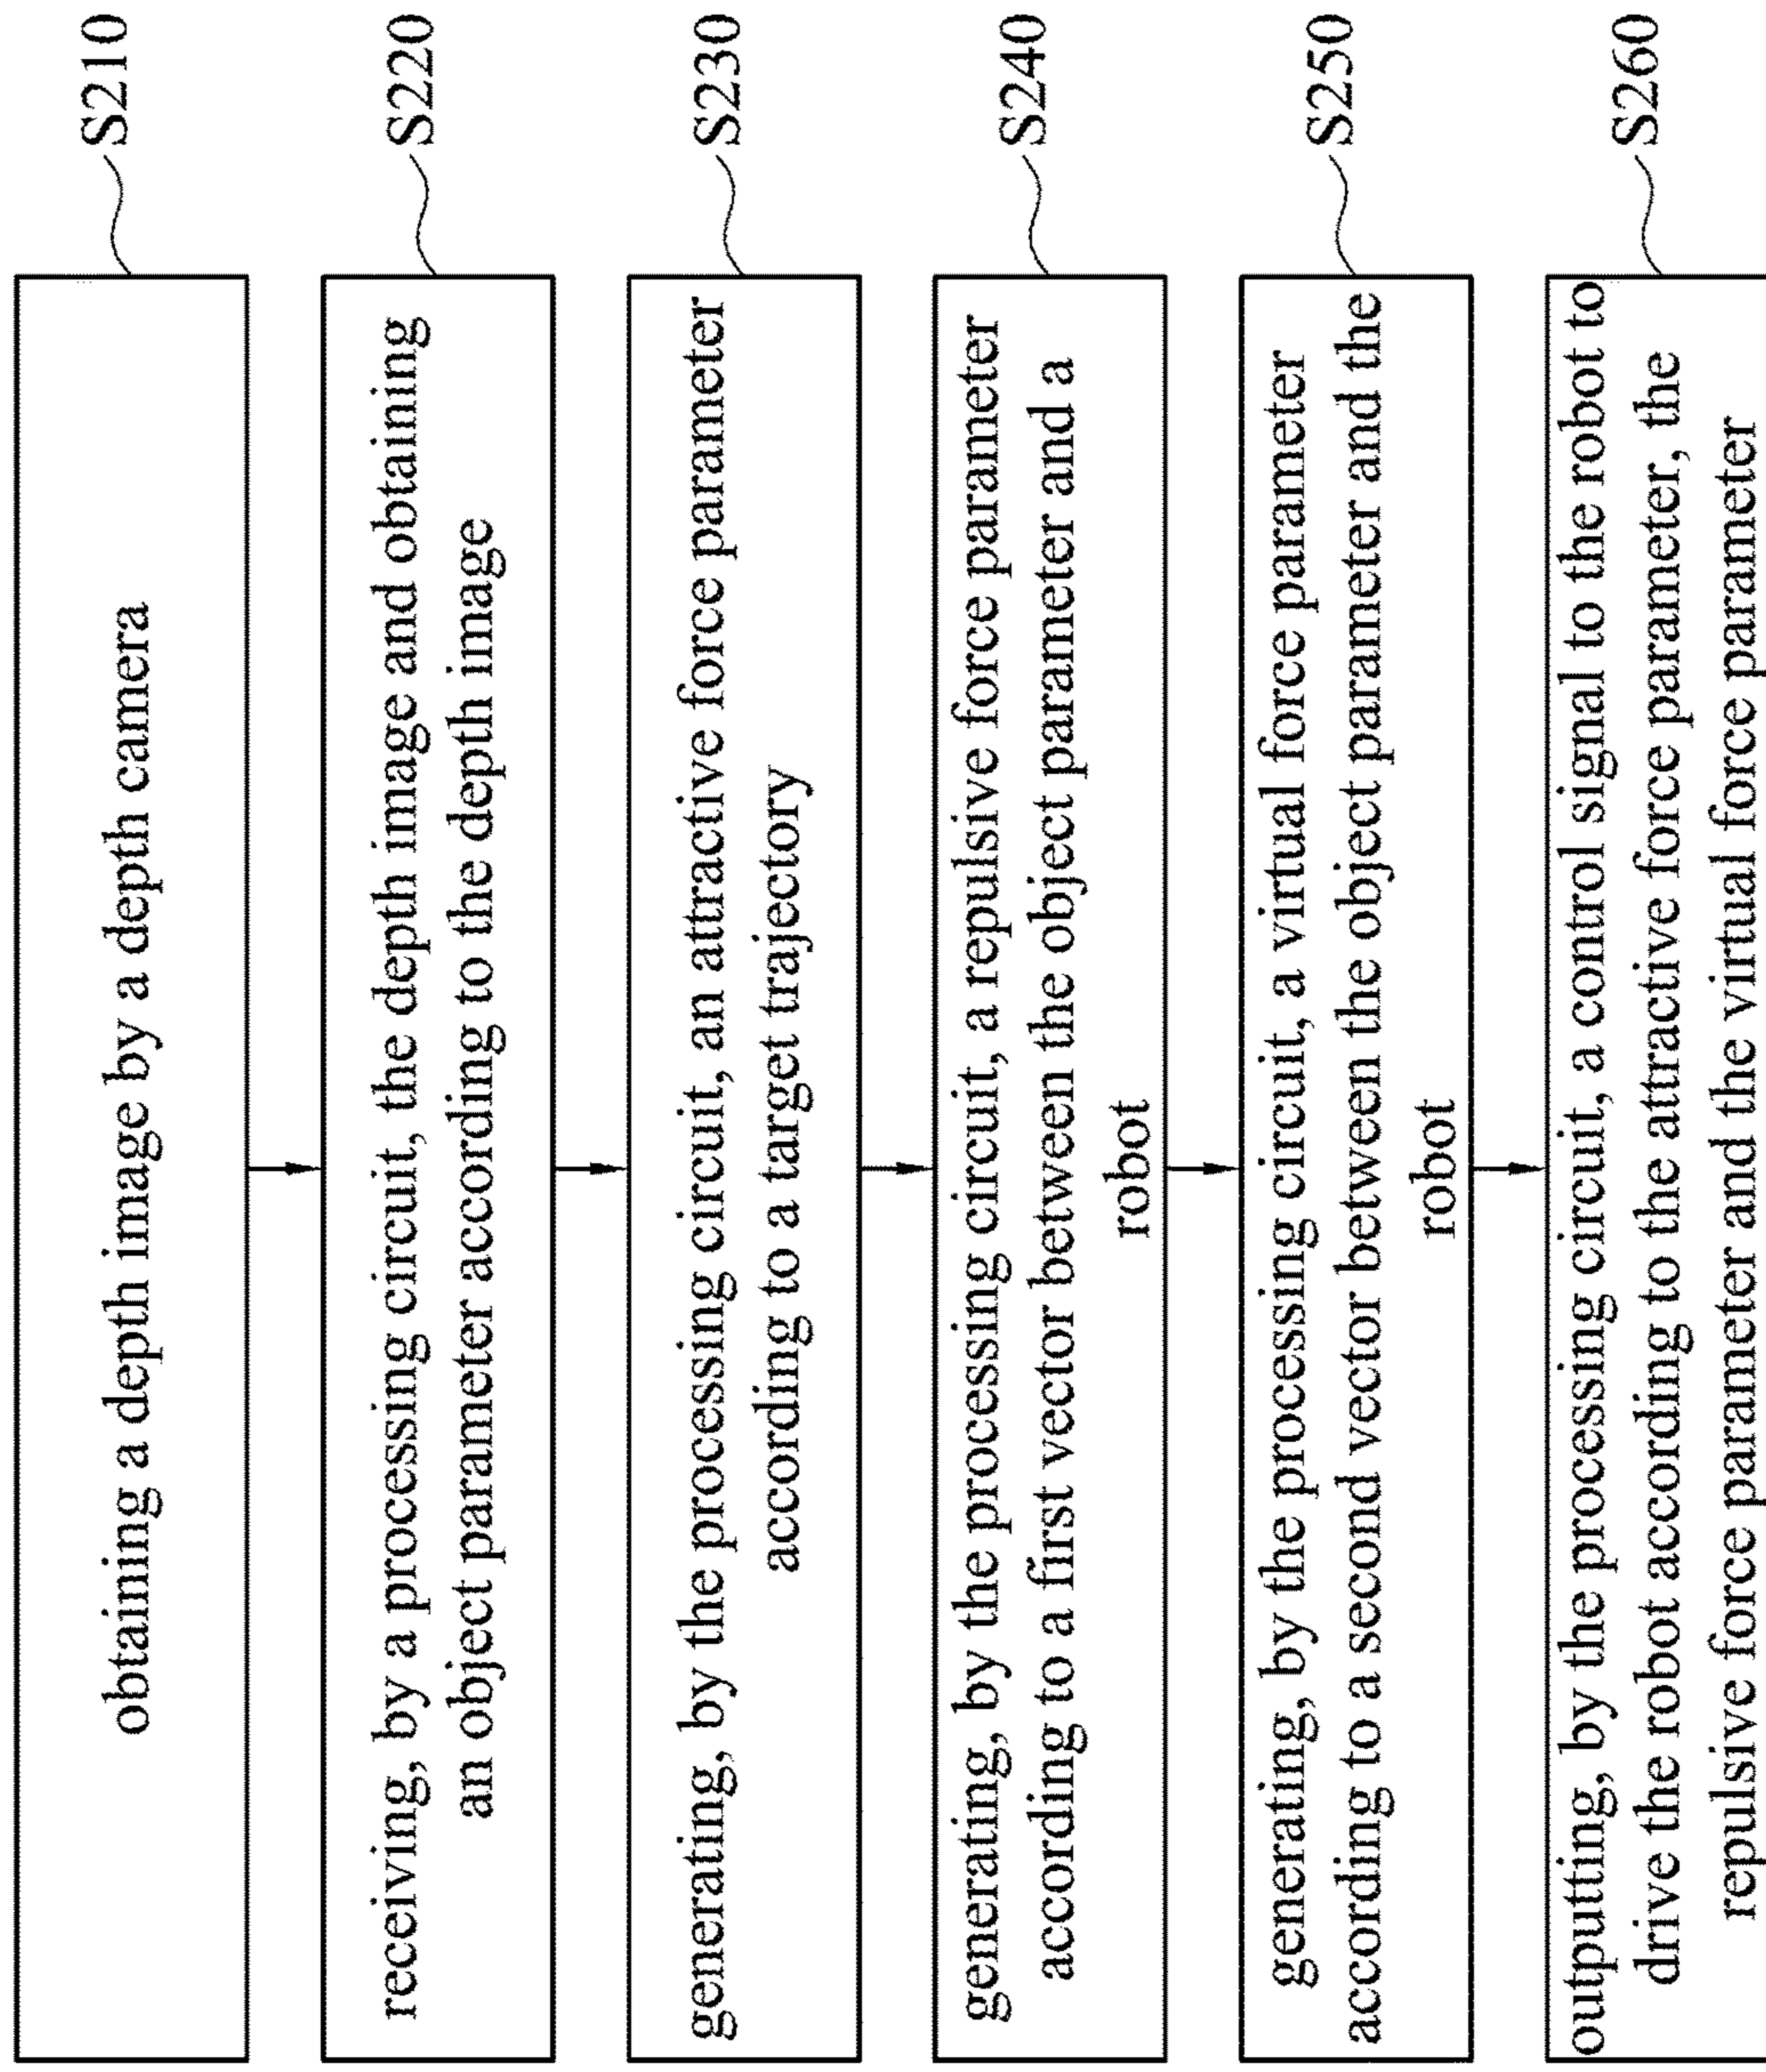 obtaining a depth image by a depth camera
S210
receiving, by a processing circuit, the depth image and obtaining
an object parameter according to the depth image
S220
generating, by the processing circuit, an attractive force parameter
according to a target trajectory
S230
generating, by the processing circuit, a repulsive force parameter
according to a first vector between the object parameter and a
robot
S240
generating, by the processing circuit, a virtual force parameter
according to a second vector between the object parameter and the
robot
S250
outputting, by the processing circuit, a control signal to the robot to
drive the robot according to the attractive force parameter, the
repulsive force parameter and the virtual force parameter
S260